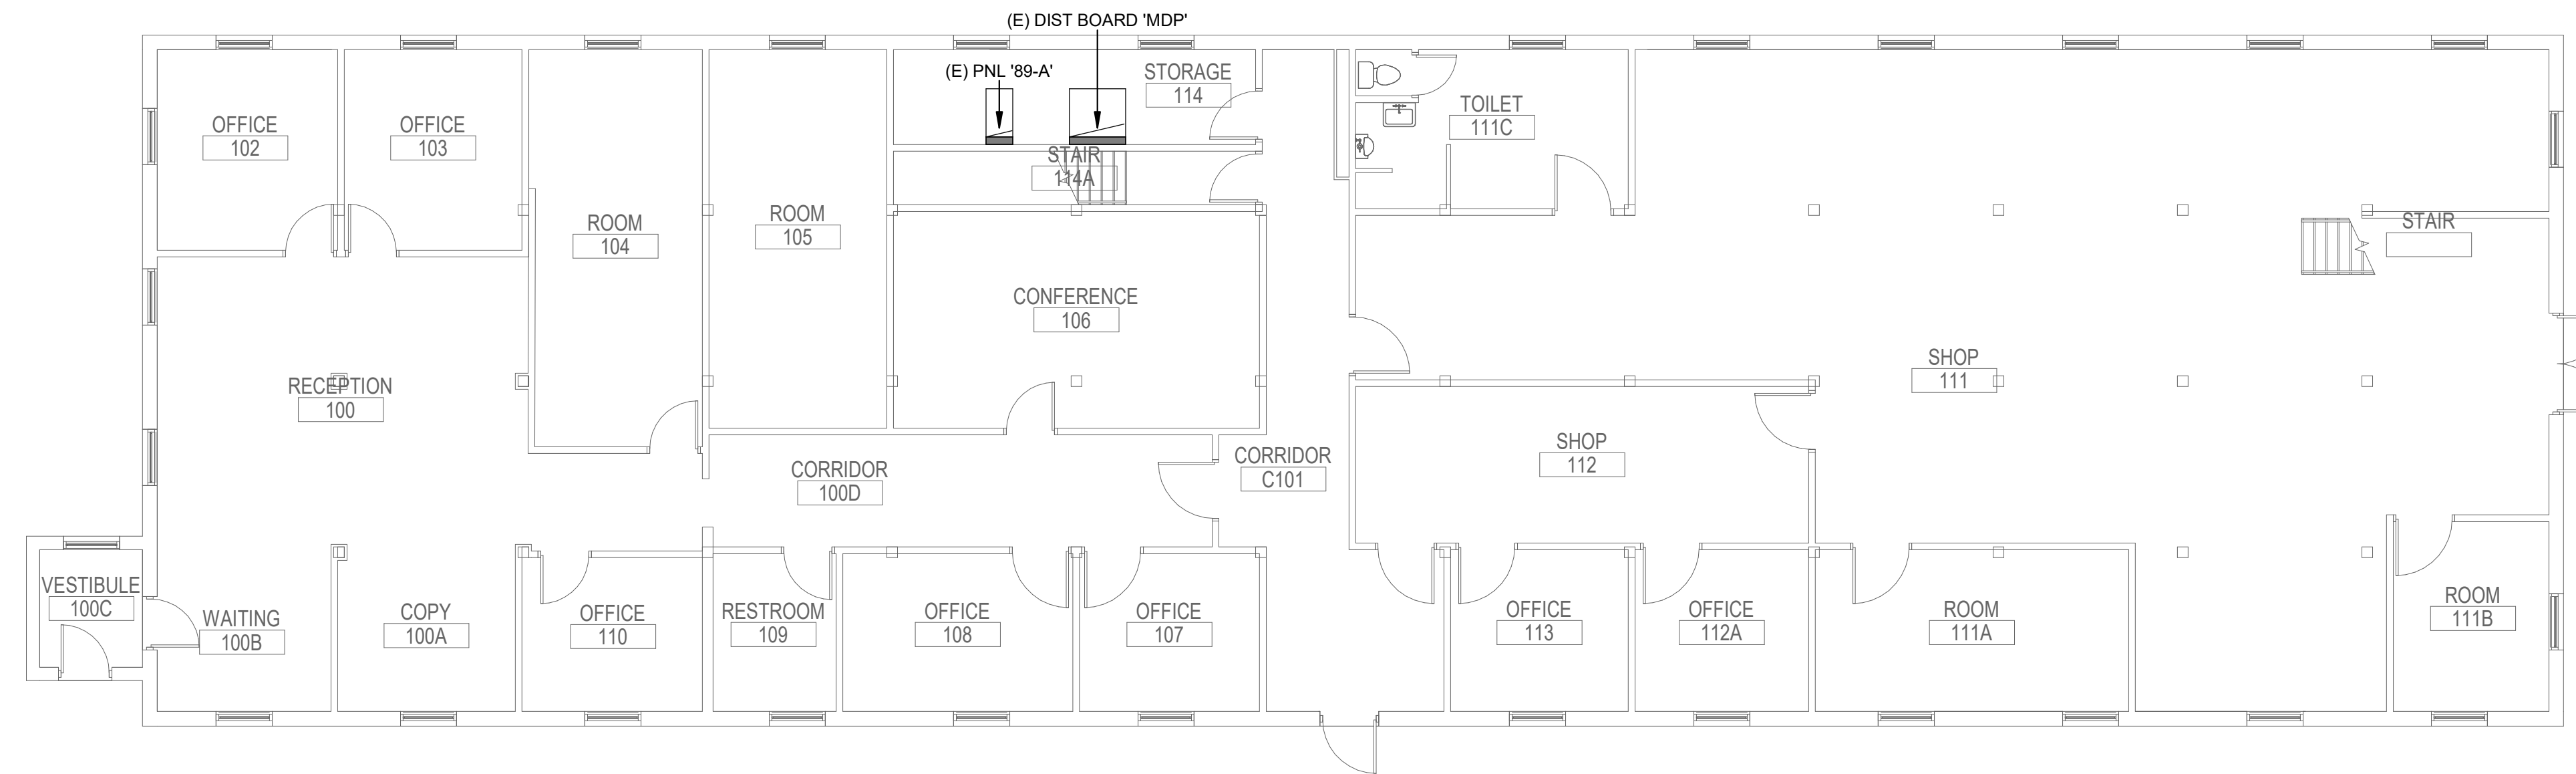 (E) DIST BOARD 'MDP'
(E) PNL '89-A'
STORAGE
114
OFFICE
102
OFFICE
103
TOILET
111C
STAIR
114A
ROOM
104
ROOM
105
STAIR
CONFERENCE
106
RECEPTION
100
SHOP
111
CORRIDOR
100D
CORRIDOR
C101
SHOP
112
VESTIBULE
100C
WAITING
100B
COPY
100A
OFFICE
110
RESTROOM
109
OFFICE
108
OFFICE
107
OFFICE
113
OFFICE
112A
ROOM
111A
ROOM
111B